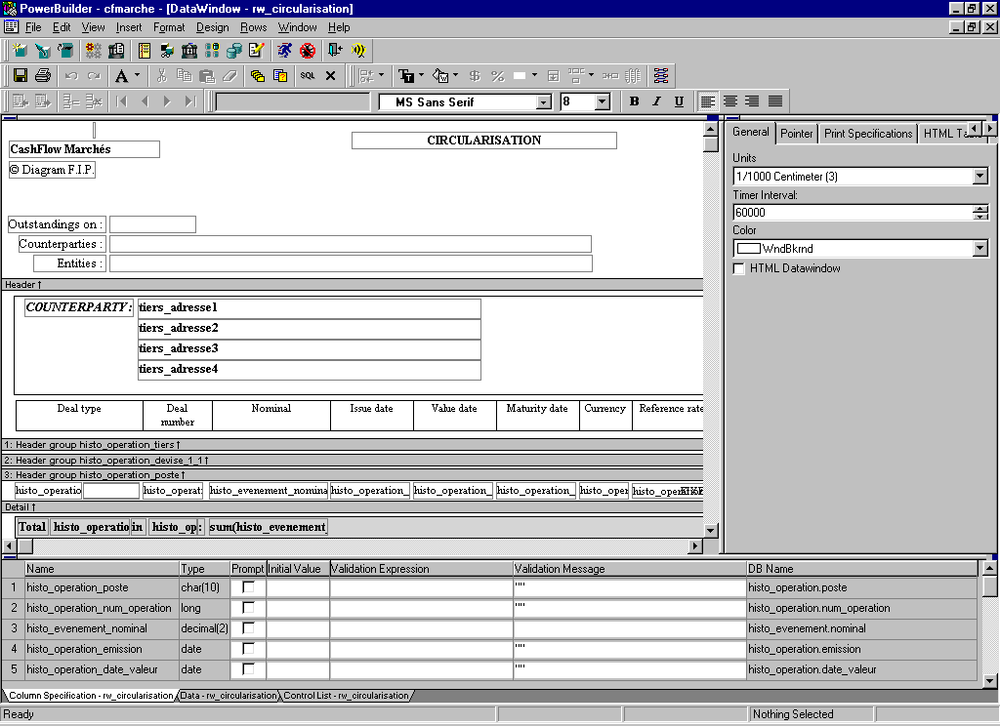 PowerBuilder - cfmarche - [DataWindow - rw_circularisation]
File Edit View Insert Format Design Rows Window Help
A SQL $ %
MS Sans Serif 8 B I U
CIRCULARISATION
CashFlow Marchés
© Diagram F.I.P.
Outstandings on :
Counterparties :
Entities :
Header ↑
COUNTERPARTY: tiers_adresse1
tiers_adresse2
tiers_adresse3
tiers_adresse4
Deal type Deal number Nominal Issue date Value date Maturity date Currency Reference rate
1: Header group histo_operation_tiers ↑
2: Header group histo_operation_devise_1_1 ↑
3: Header group histo_operation_poste ↑
histo_operatio histo_operat: histo_evenement_nomina histo_operation_ histo_operation_ histo_operation_ histo_oper
Detail ↑
Total histo_operatio in histo_op : sum(histo_evenement
General Pointer Print Specifications
Units
1/1000 Centimeter (3)
Timer Interval:
60000
Color
WndBkrnd
HTML Datawindow
Name Type Prompt Initial Value Validation Expression Validation Message DB Name
1 histo_operation_poste char(10) "" histo_operation.poste
2 histo_operation_num_operation long "" histo_operation.num_operation
3 histo_evenement_nominal decimal(2) histo_evenement.nominal
4 histo_operation_emission date "" histo_operation.emission
5 histo_operation_date_valeur date "" histo_operation.date_valeur
Column Specification - rw_circularisation Data - rw_circularisation Control List - rw_circularisation
Ready Nothing Selected